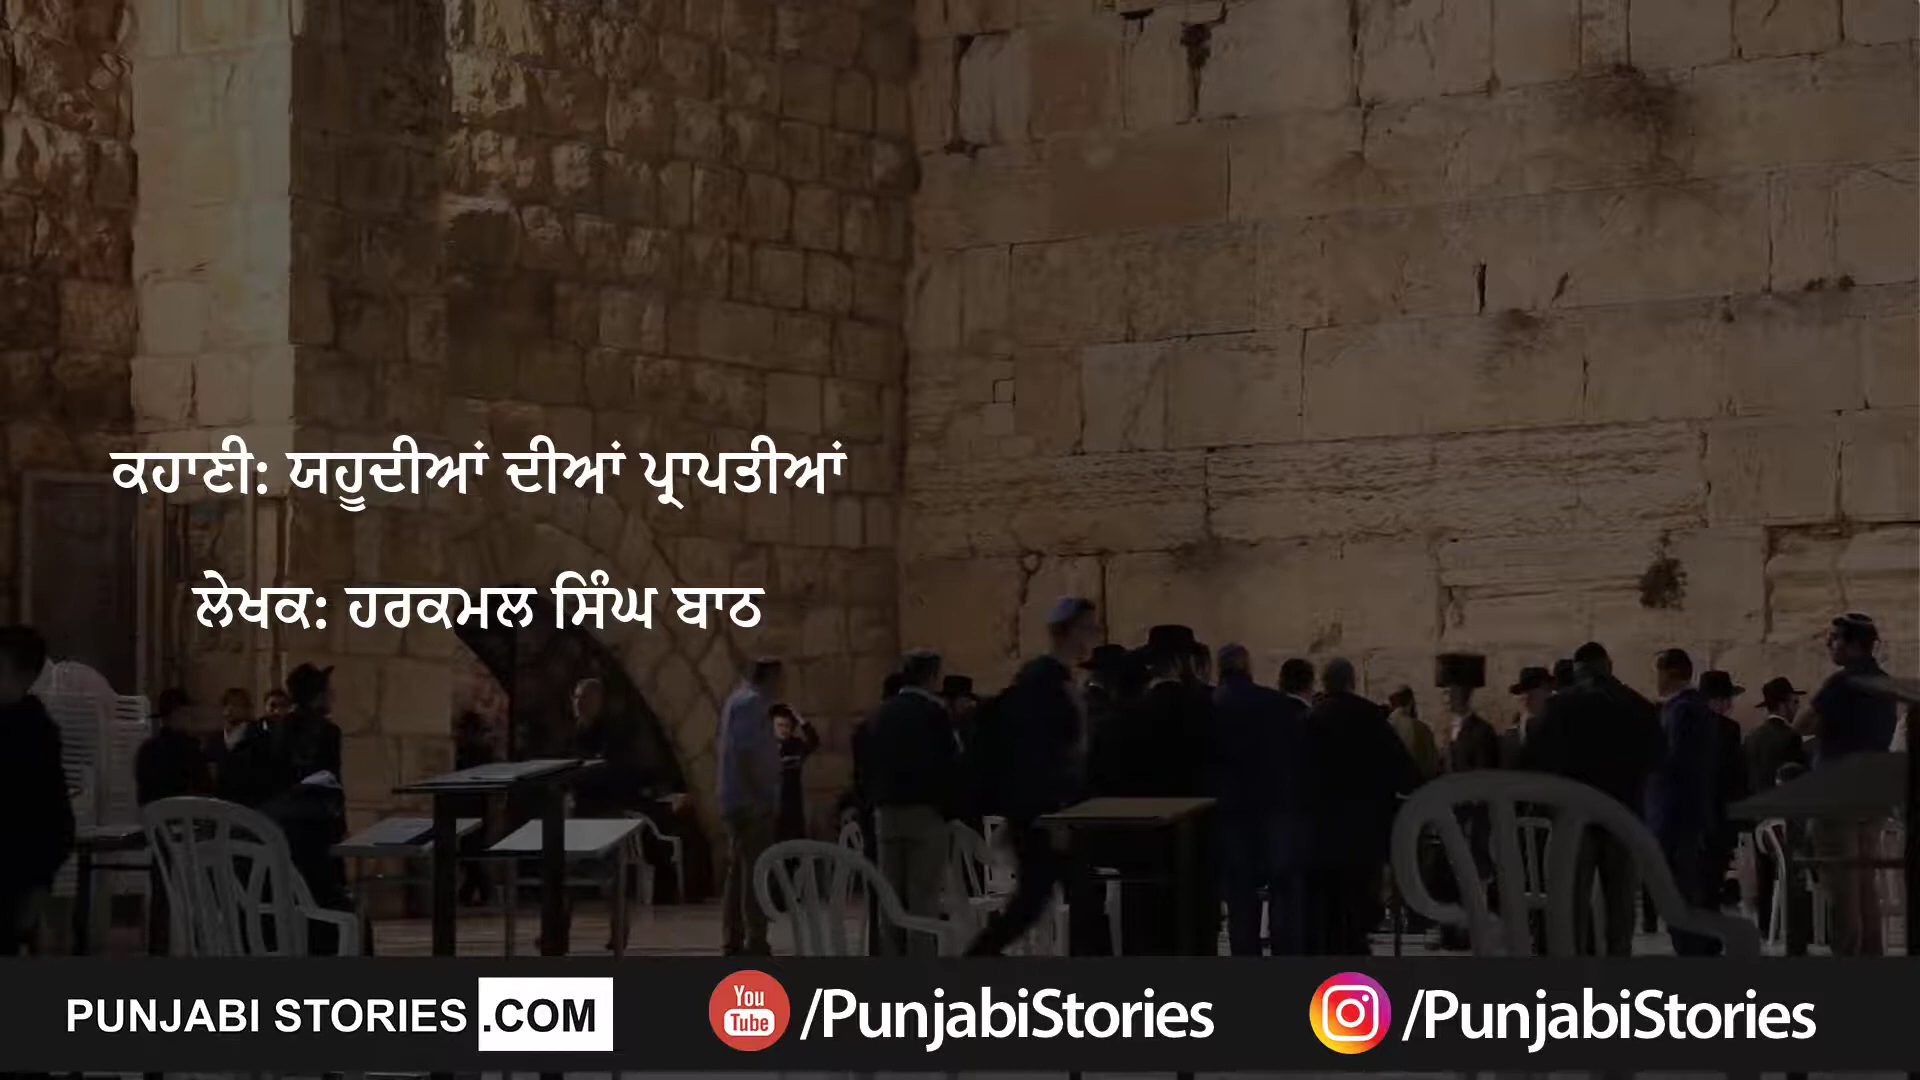 ਕਹਾਣੀ: ਯਹੂਦੀਆਂ ਦੀਆਂ ਪ੍ਰਾਪਤੀਆਂ
ਲੇਖਕ: ਹਰਕਮਲ ਸਿੰਘ ਬਾਠ
PUNJABI STORIES .COM
You Tube /PunjabiStories
/PunjabiStories